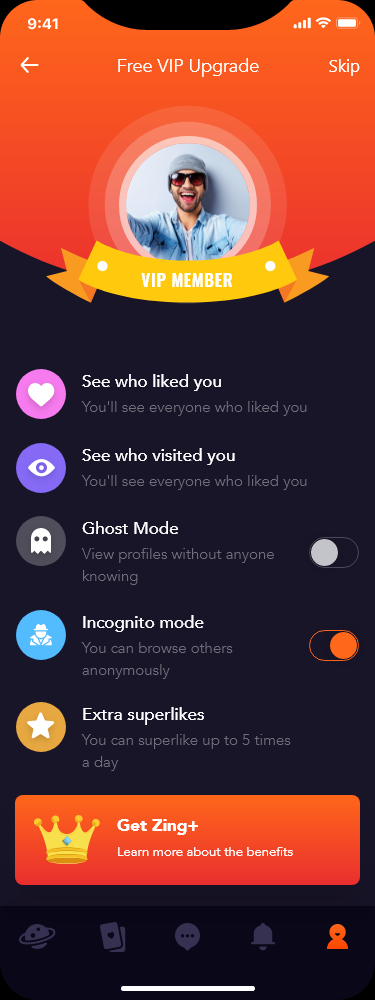 9:41
Free VIP Upgrade
Skip
VIP MEMBER
See who liked you
You'll see everyone who liked you
See who visited you
You'll see everyone who liked you
Ghost Mode
View profiles without anyone
knowing
Incognito mode
You can browse others
anonymously
Extra superlikes
You can superlike up to 5 times
a day
Get Zing+
Learn more about the benefits